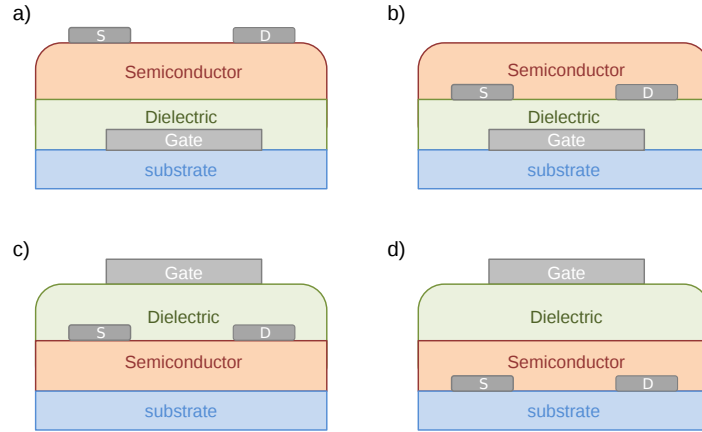 a)
b)
S
D
Semiconductor
Dielectric
Gate
substrate
Semiconductor
S
D
Dielectric
Gate
substrate
c)
d)
Gate
Dielectric
S
D
Semiconductor
substrate
Gate
Dielectric
Semiconductor
S
D
substrate